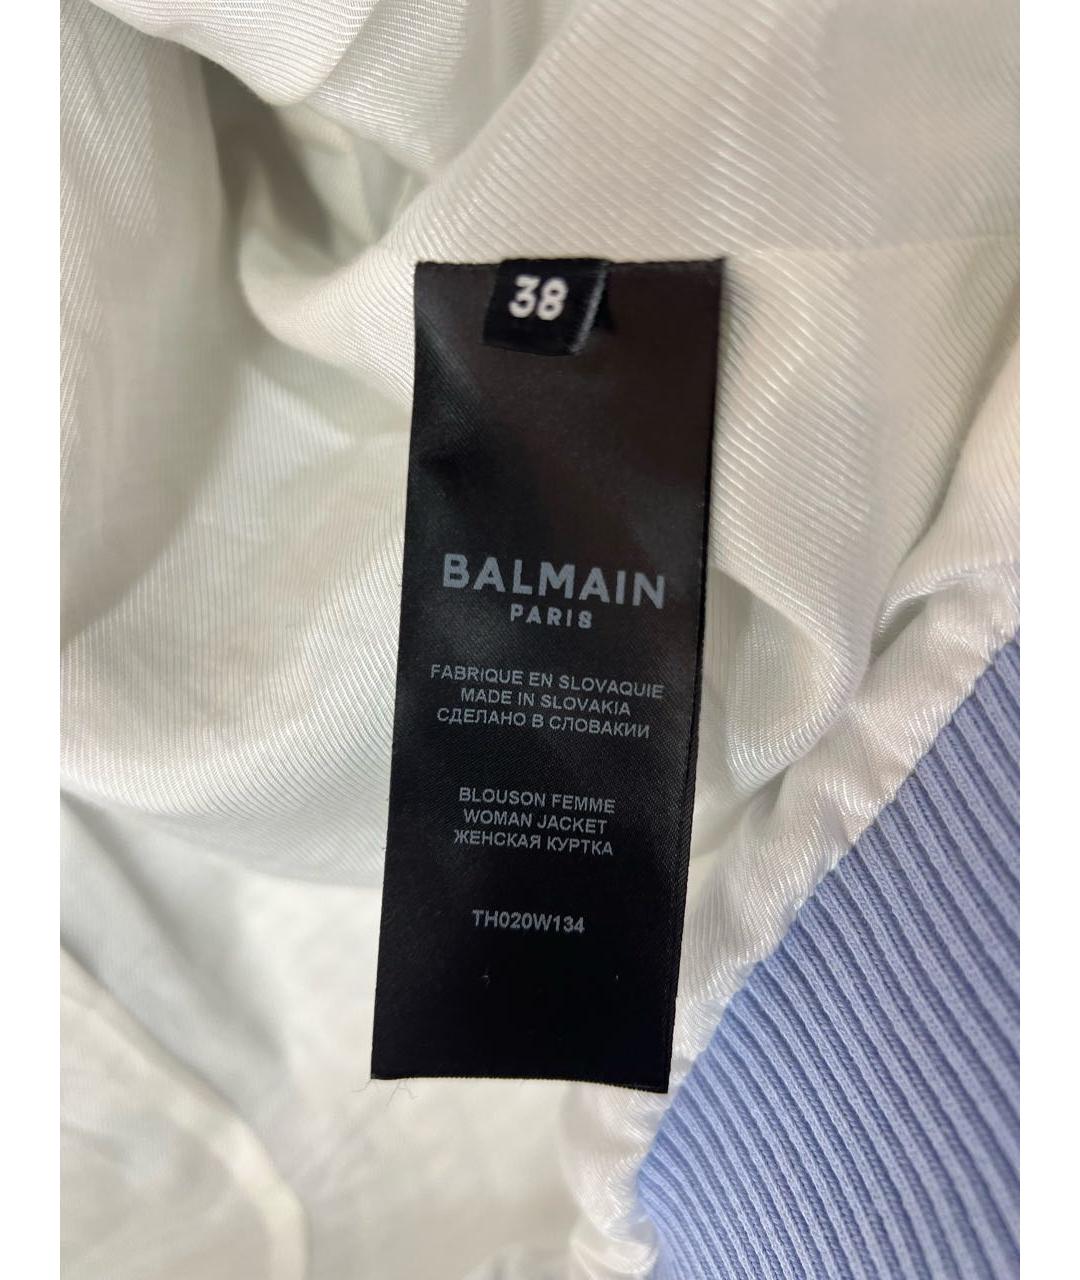 38
BALMAIN
PARIS
FABRIQUE EN SLOVAQUIE
MADE IN SLOVAKIA
СДЕЛАНО В СЛОВАКИИ
BLOUSON FEMME
WOMAN JACKET
ЖЕНСКАЯ КУРТКА
TH020W134